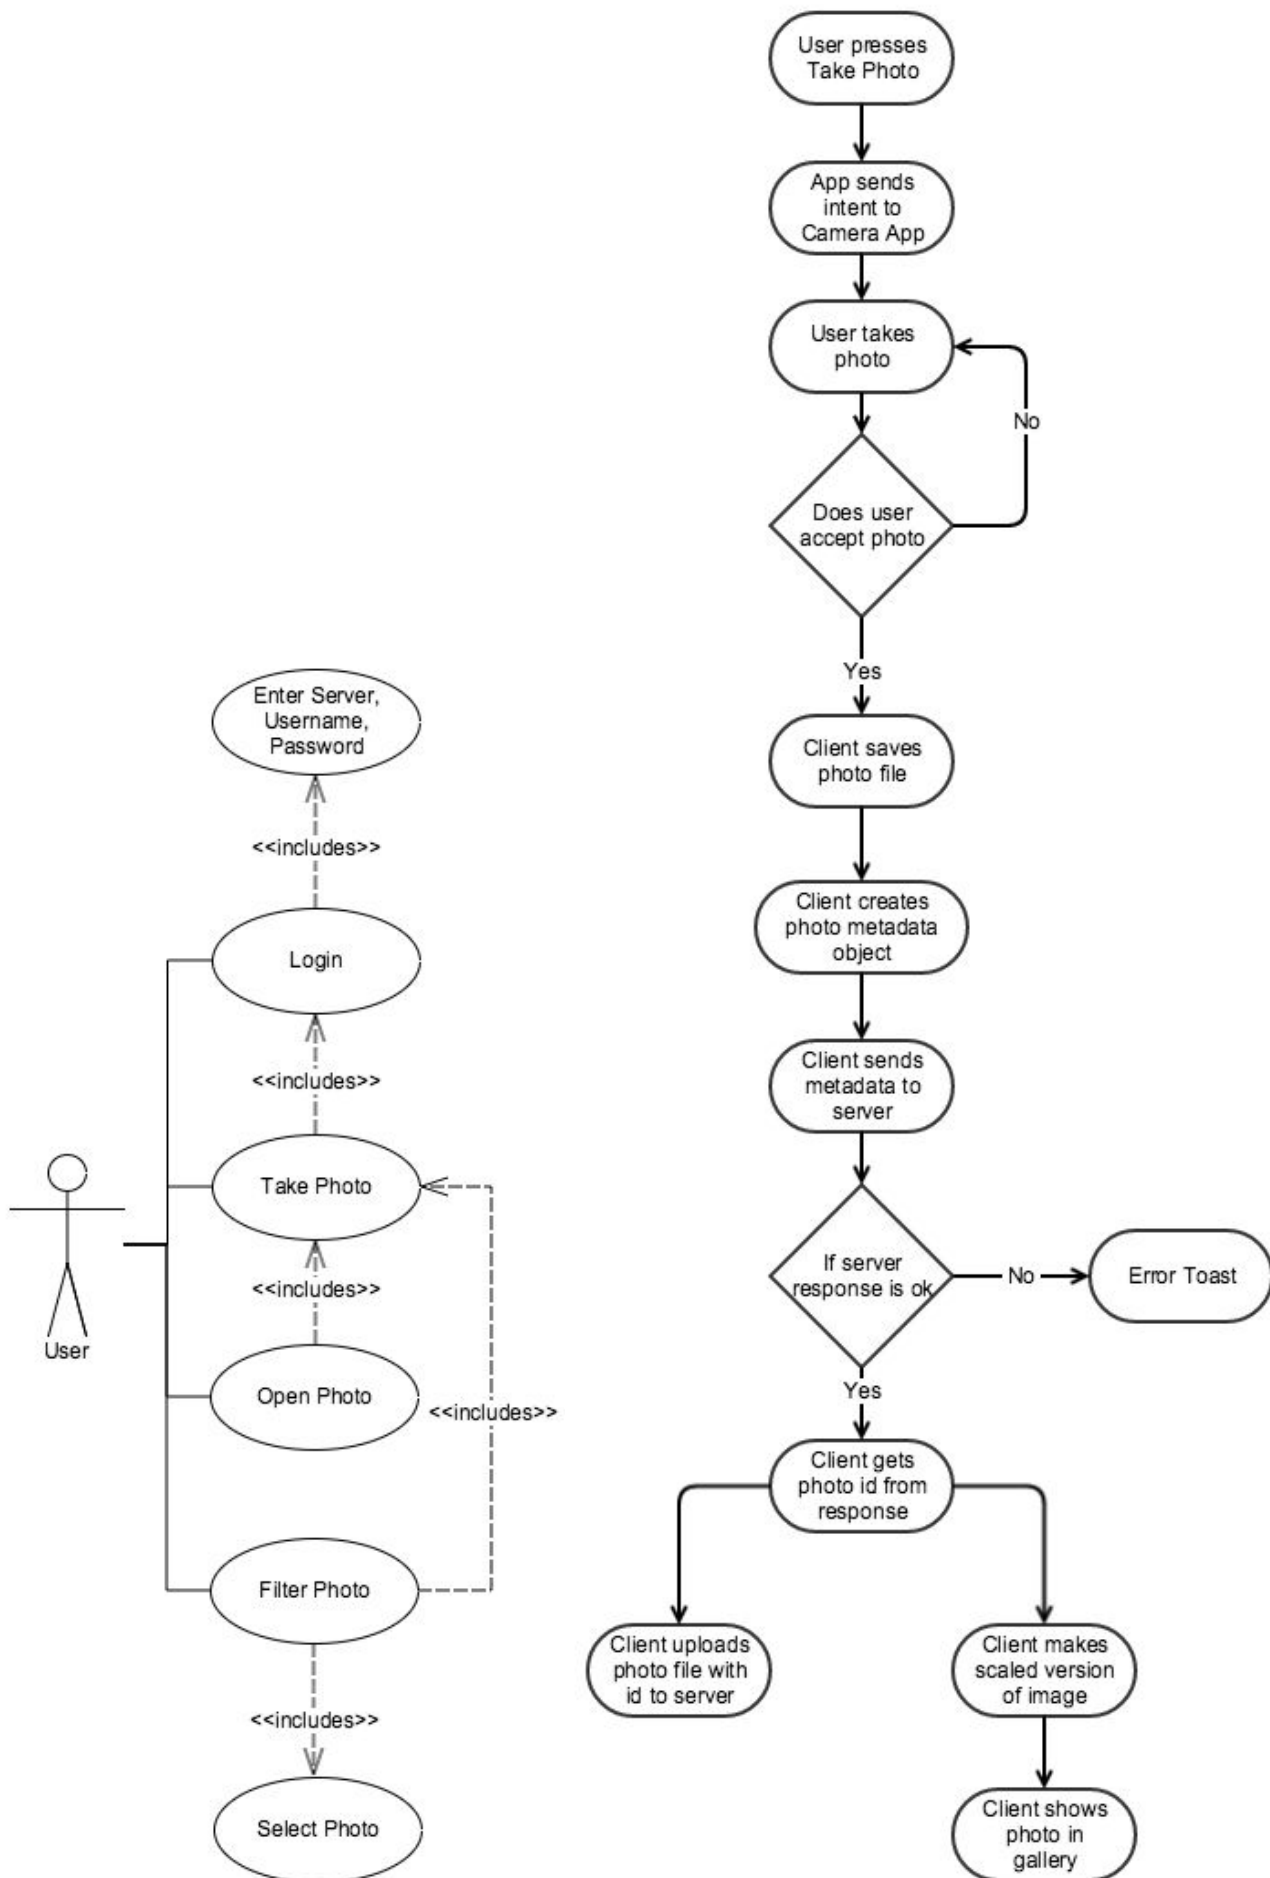 User presses
Take Photo
App sends
intent to
Camera App
User takes
photo
No
Does user
accept photo
Yes
Client saves
photo file
Client creates
photo metadata
object
Client sends
metadata to
server
If server
response is ok
No
Error Toast
Yes
Client gets
photo id from
response
Client uploads
photo file with
id to server
Client makes
scaled version
of image
Client shows
photo in
gallery
Enter Server,
Username,
Password
<<includes>>
Login
<<includes>>
Take Photo
<<includes>>
User
Open Photo
<<includes>>
Filter Photo
<<includes>>
Select Photo